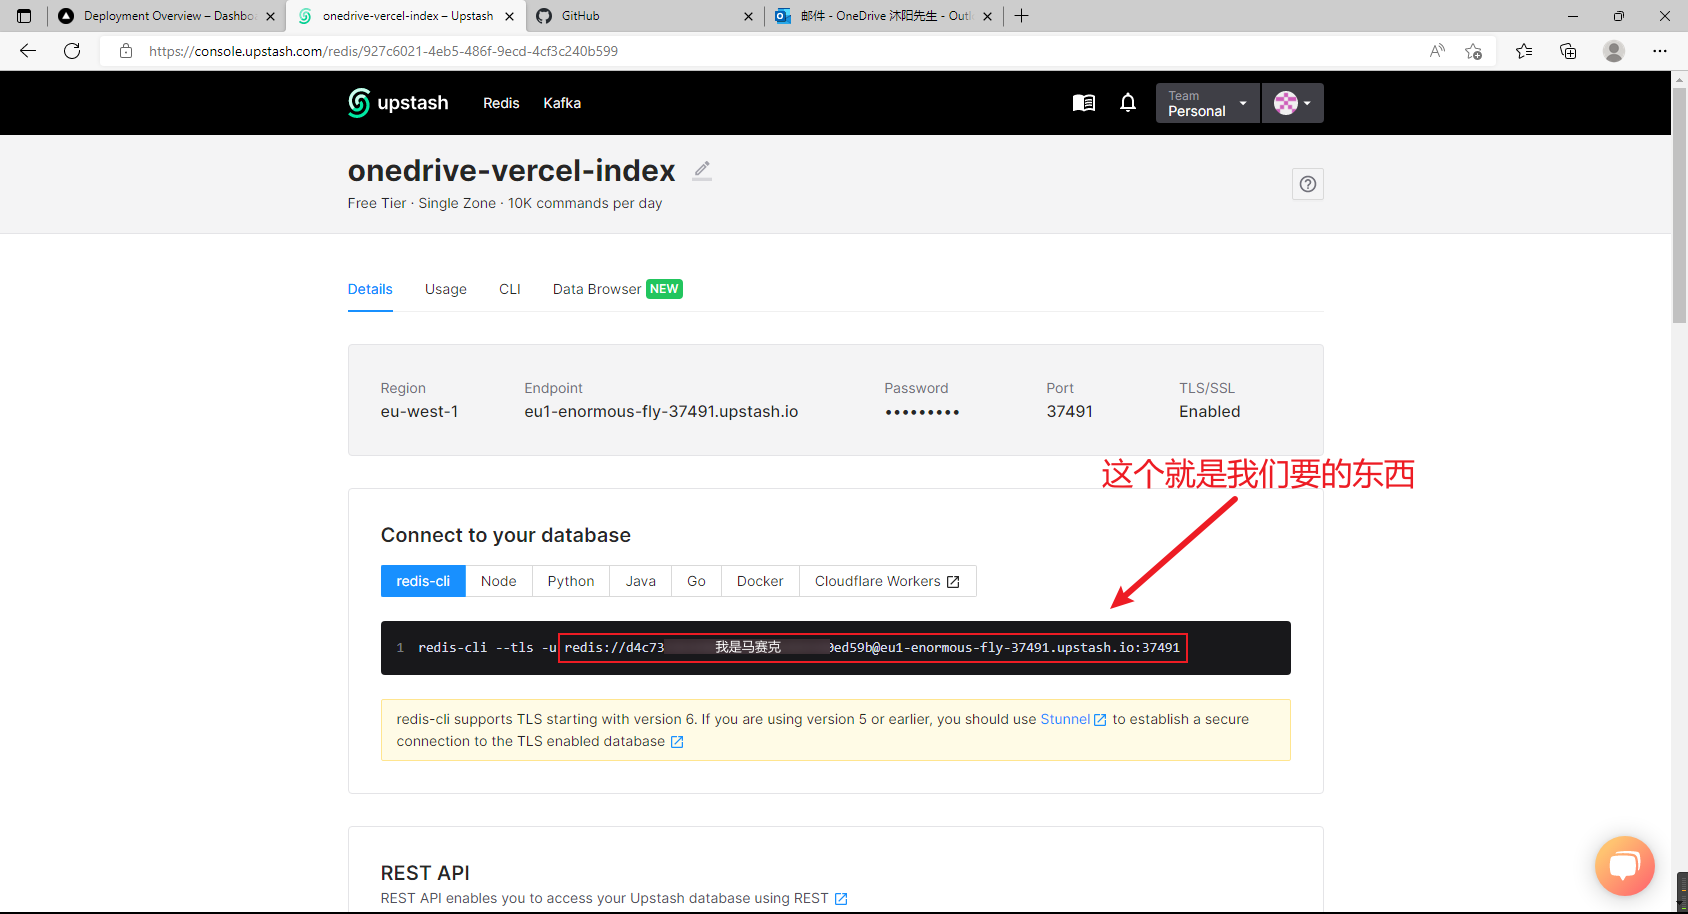 Deployment Overview – Dashbo
onedrive-vercel-index – Upstash
GitHub
邮件 - OneDrive 沐阳先生 - Outl
https://console.upstash.com/redis/927c6021-4eb5-486f-9ecd-4cf3c240b599
upstash
Redis
Kafka
Team
Personal
onedrive-vercel-index
Free Tier · Single Zone · 10K commands per day
Details
Usage
CLI
Data Browser NEW
Region
Endpoint
Password
Port
TLS/SSL
eu-west-1
eu1-enormous-fly-37491.upstash.io
•••••••••
37491
Enabled
这个就是我们要的东西
Connect to your database
redis-cli
Node
Python
Java
Go
Docker
Cloudflare Workers
1 redis-cli --tls -u redis://d4c73 我是马赛克 0ed59b@eu1-enormous-fly-37491.upstash.io:37491
redis-cli supports TLS starting with version 6. If you are using version 5 or earlier, you should use Stunnel to establish a secure
connection to the TLS enabled database
REST API
REST API enables you to access your Upstash database using REST